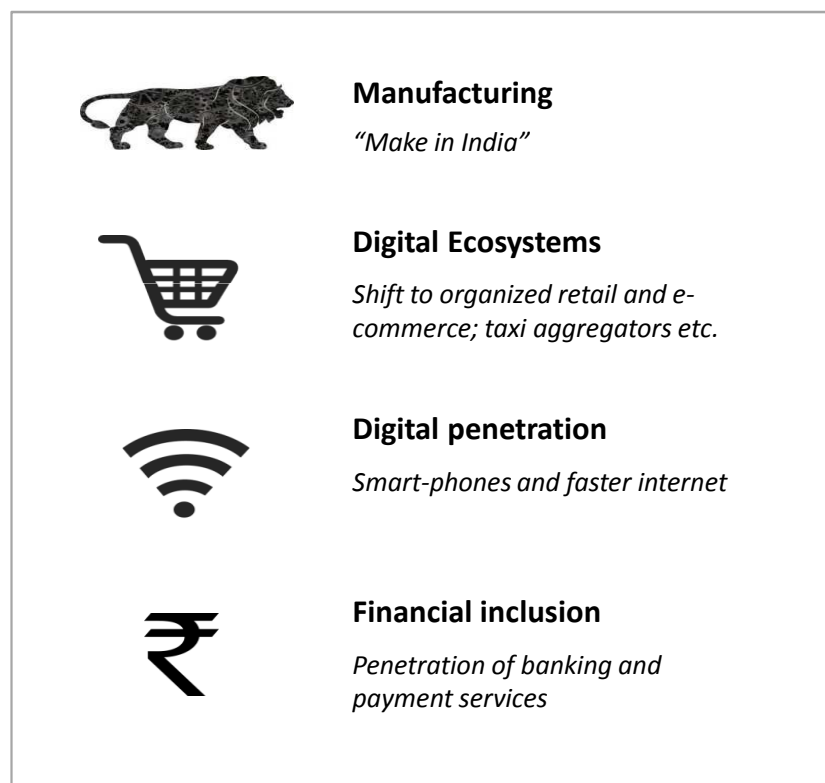 Manufacturing
“Make in India”
Digital Ecosystems
Shift to organized retail and e-
commerce; taxi aggregators etc.
Digital penetration
Smart-phones and faster internet
₹
Financial inclusion
Penetration of banking and
payment services